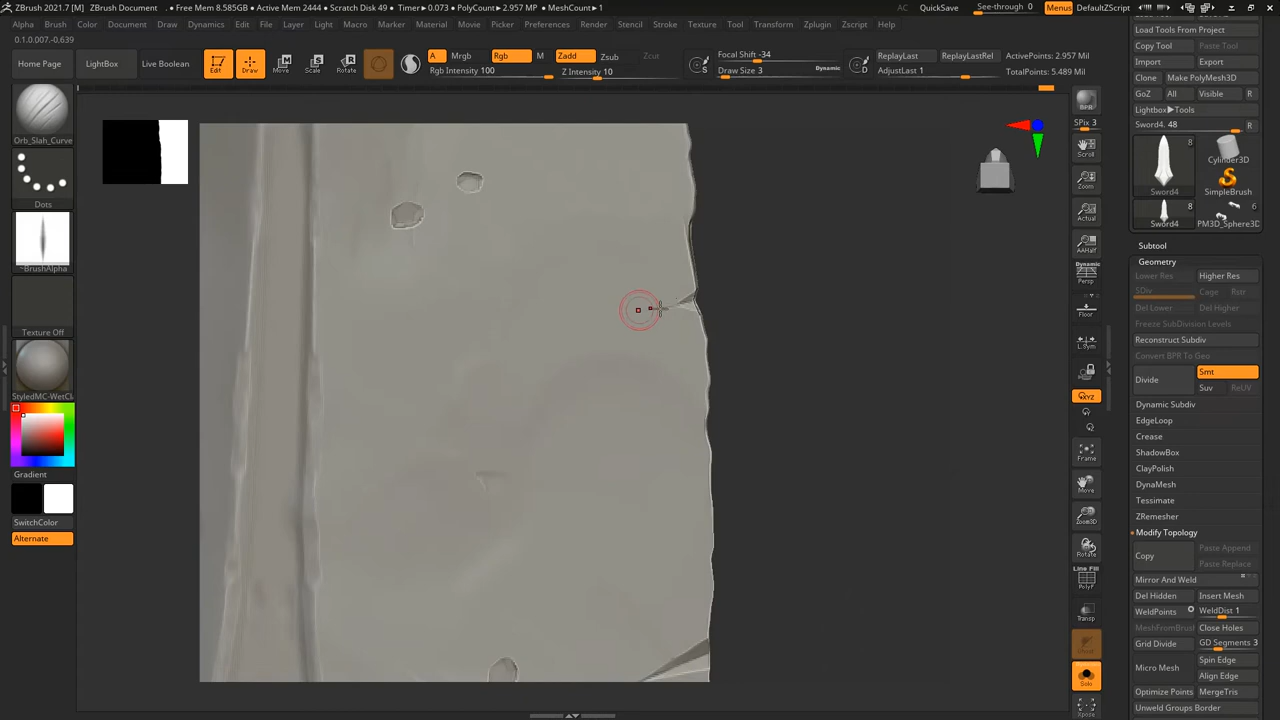 ZBrush 2021.7 [M] ZBrush Document . • Free Mem 8.585GB • Active Mem 2444 • Scratch Disk 49 • Timer▶0.073 • PolyCount▶2.957 MP • MeshCount▶1 AC QuickSave See-through 0 Menus DefaultZScript
Alpha Brush Color Document Draw Dynamics Edit File Layer Light Macro Marker Material Movie Picker Preferences Render Stencil Stroke Texture Tool Transform Zplugin Zscript Help
0.1.0.007.-0.639
Home Page
LightBox
Live Boolean
Edit
Draw
Move
Scale
Rotate
A Mrgb Rgb M Zadd Zsub Zcut
Rgb Intensity 100
Z Intensity 10
Focal Shift -34
Draw Size 3
Dynamic
S
D
ReplayLast ReplayLastRel
AdjustLast 1
ActivePoints: 2.957 Mil
TotalPoints: 5.489 Mil
Orb_Slah_Curve
Dots
~BrushAlpha
Texture Off
StyledMC-WetCl
Gradient
SwitchColor
Alternate
BPR
SPix 3
Scroll
Zoom
Actual
AAHalf
Dynamic
Persp
Floor
L.Sym
XYZ
Frame
Move
Zoom3D
Rotate
Line Fill
PolyF
Transp
Solo
Xpose
Load Tools From Project
Copy Tool Paste Tool
Import Export
Clone Make PolyMesh3D
GoZ All Visible R
Lightbox▶Tools
Sword4. 48 R
8
Sword4
Cylinder3D
SimpleBrush
8
Sword4
6
PM3D_Sphere3D
Subtool
Geometry
Lower Res Higher Res
SDiv Cage Rstr
Del Lower Del Higher
Freeze SubDivision Levels
Reconstruct Subdiv
Convert BPR To Geo
Divide
Smt
Suv ReUV
Dynamic Subdiv
EdgeLoop
Crease
ShadowBox
ClayPolish
DynaMesh
Tessimate
ZRemesher
Modify Topology
Copy Paste Append
Paste Replace
Mirror And Weld
Del Hidden Insert Mesh
WeldPoints WeldDist 1
MeshFromBrush Close Holes
Grid Divide GD Segments 3
Micro Mesh
Spin Edge
Align Edge
Optimize Points MergeTris
Unweld Groups Border